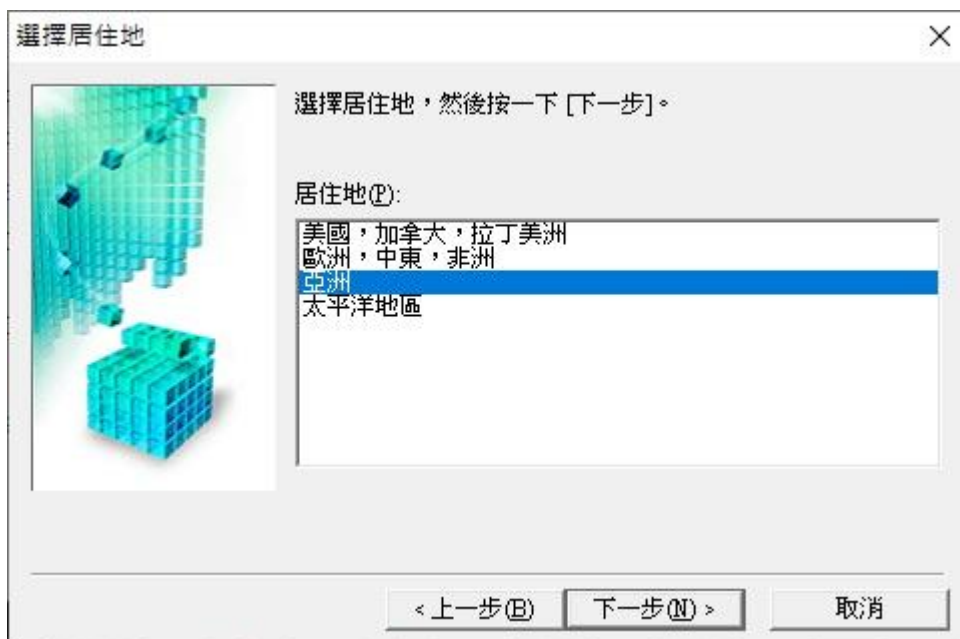 選擇居住地
選擇居住地，然後按一下 [下一步]。
居住地(P):
美國，加拿大，拉丁美洲
歐洲，中東，非洲
亞洲
太平洋地區
<上一步(B)
下一步(N) >
取消